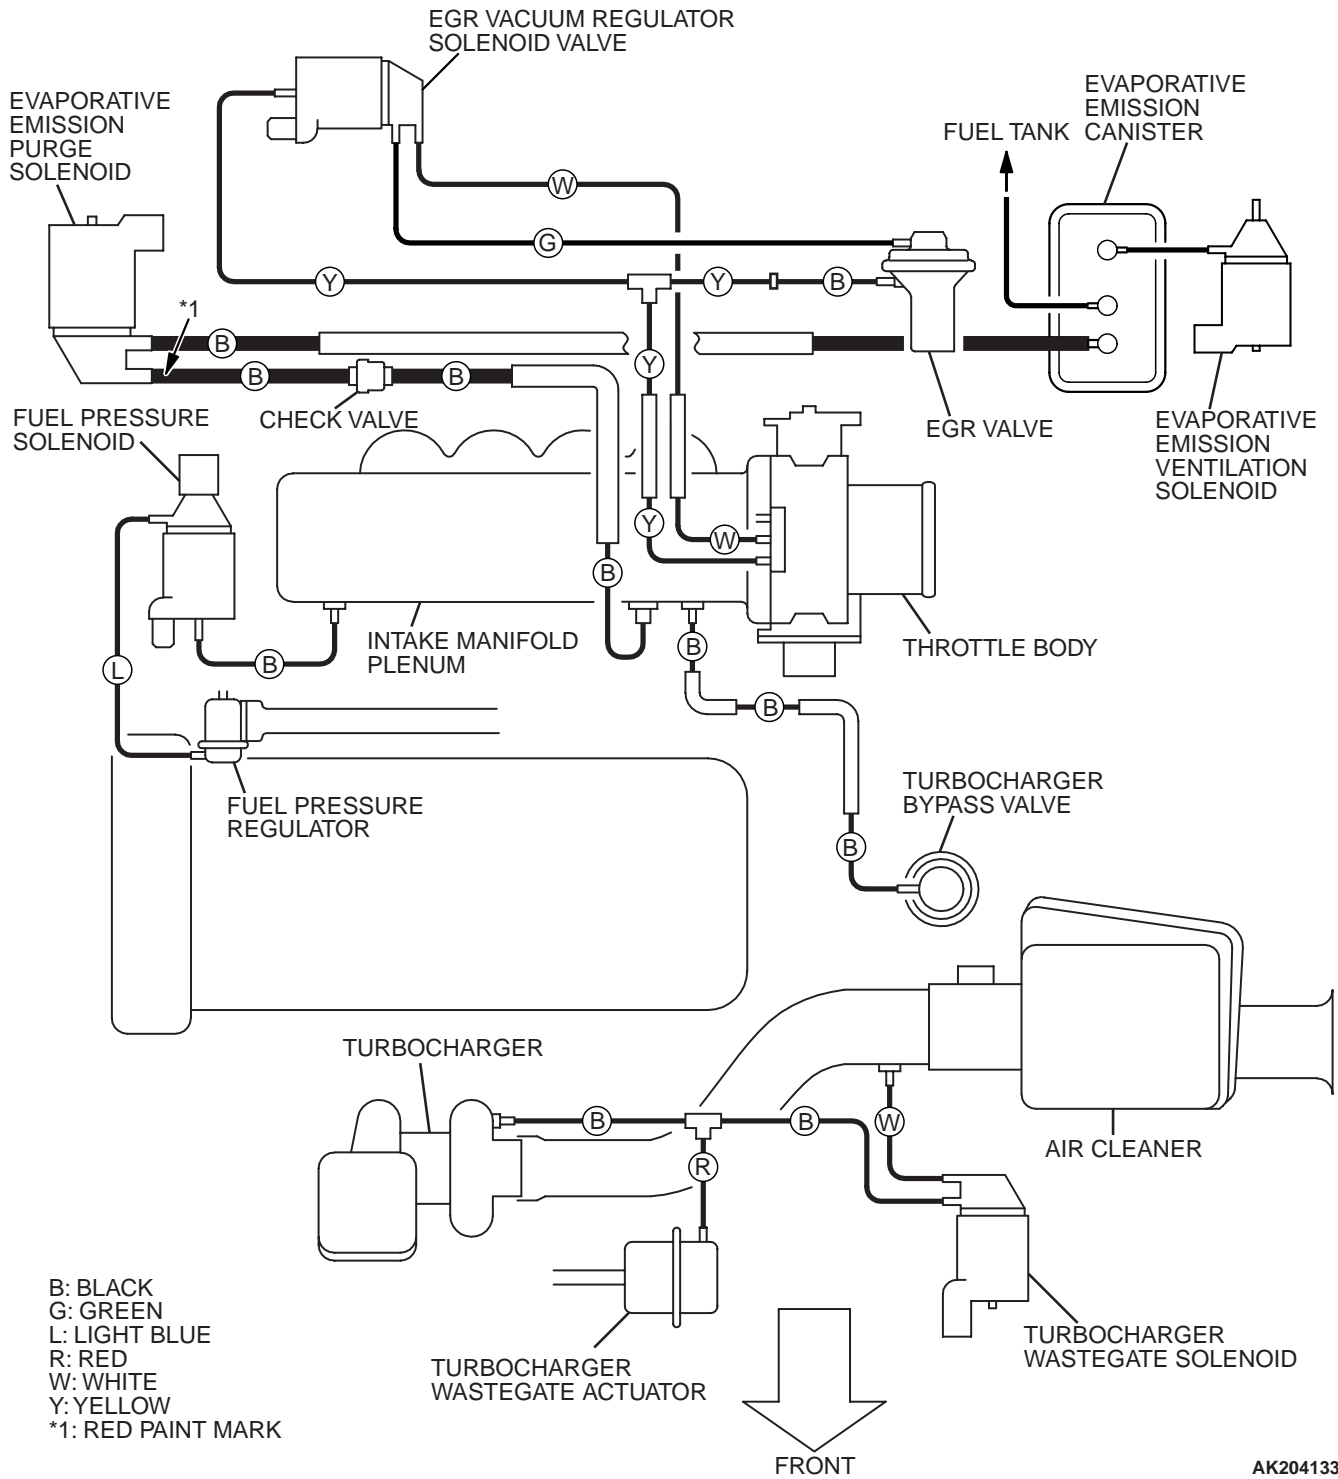 EGR VACUUM REGULATOR
SOLENOID VALVE
EVAPORATIVE
EMISSION
PURGE
SOLENOID
EVAPORATIVE
EMISSION
CANISTER
FUEL TANK
W
G
Y
Y
B
*1
B
B
B
Y
CHECK VALVE
FUEL PRESSURE
SOLENOID
EGR VALVE
EVAPORATIVE
EMISSION
VENTILATION
SOLENOID
Y
W
B
INTAKE MANIFOLD
PLENUM
THROTTLE BODY
B
B
L
B
FUEL PRESSURE
REGULATOR
TURBOCHARGER
BYPASS VALVE
B
TURBOCHARGER
B
B
W
R
AIR CLEANER
TURBOCHARGER
WASTEGATE SOLENOID
TURBOCHARGER
WASTEGATE ACTUATOR
B: BLACK
G: GREEN
L: LIGHT BLUE
R: RED
W: WHITE
Y: YELLOW
*1: RED PAINT MARK
FRONT
AK204133